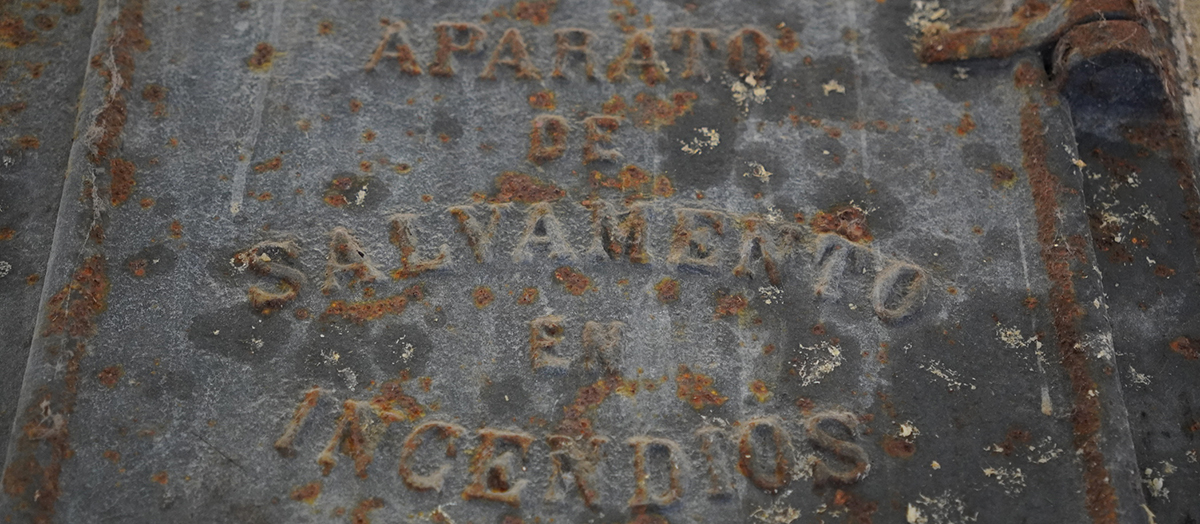 APARATO
DE
SALVAMENTO
EN
INCENDIOS